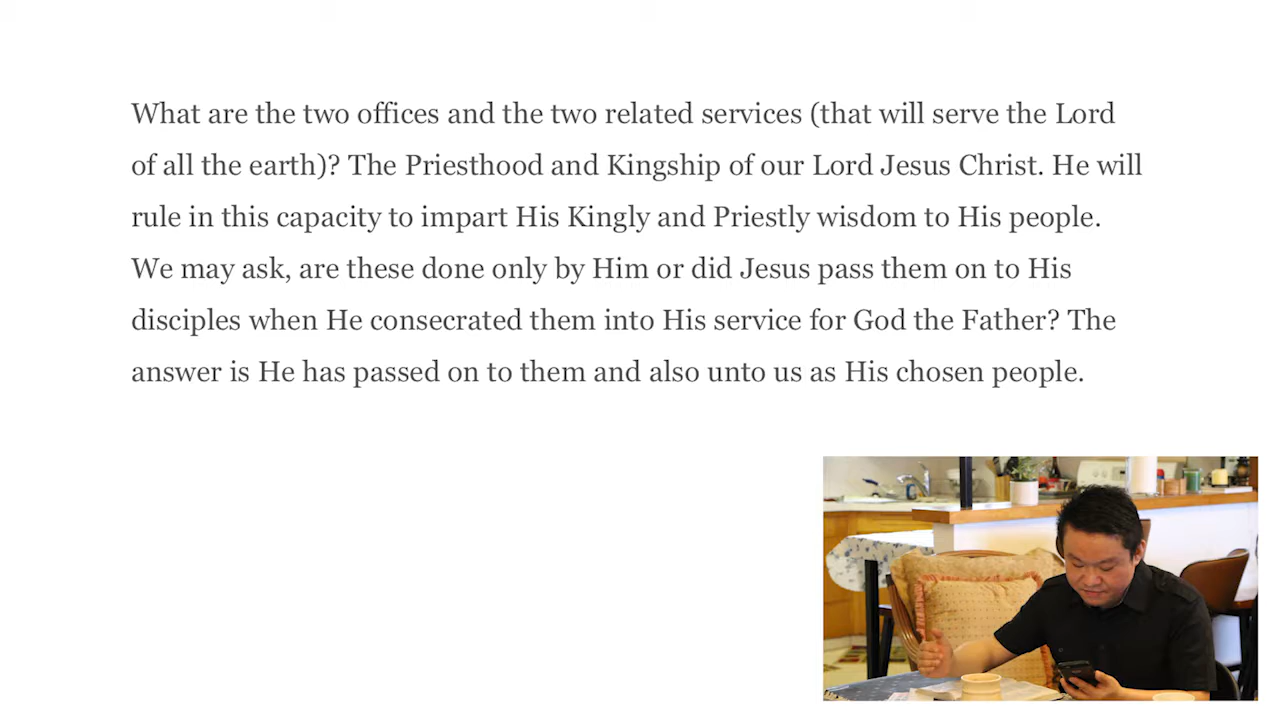 What are the two offices and the two related services (that will serve the Lord
of all the earth)? The Priesthood and Kingship of our Lord Jesus Christ. He will
rule in this capacity to impart His Kingly and Priestly wisdom to His people.
We may ask, are these done only by Him or did Jesus pass them on to His
disciples when He consecrated them into His service for God the Father? The
answer is He has passed on to them and also unto us as His chosen people.